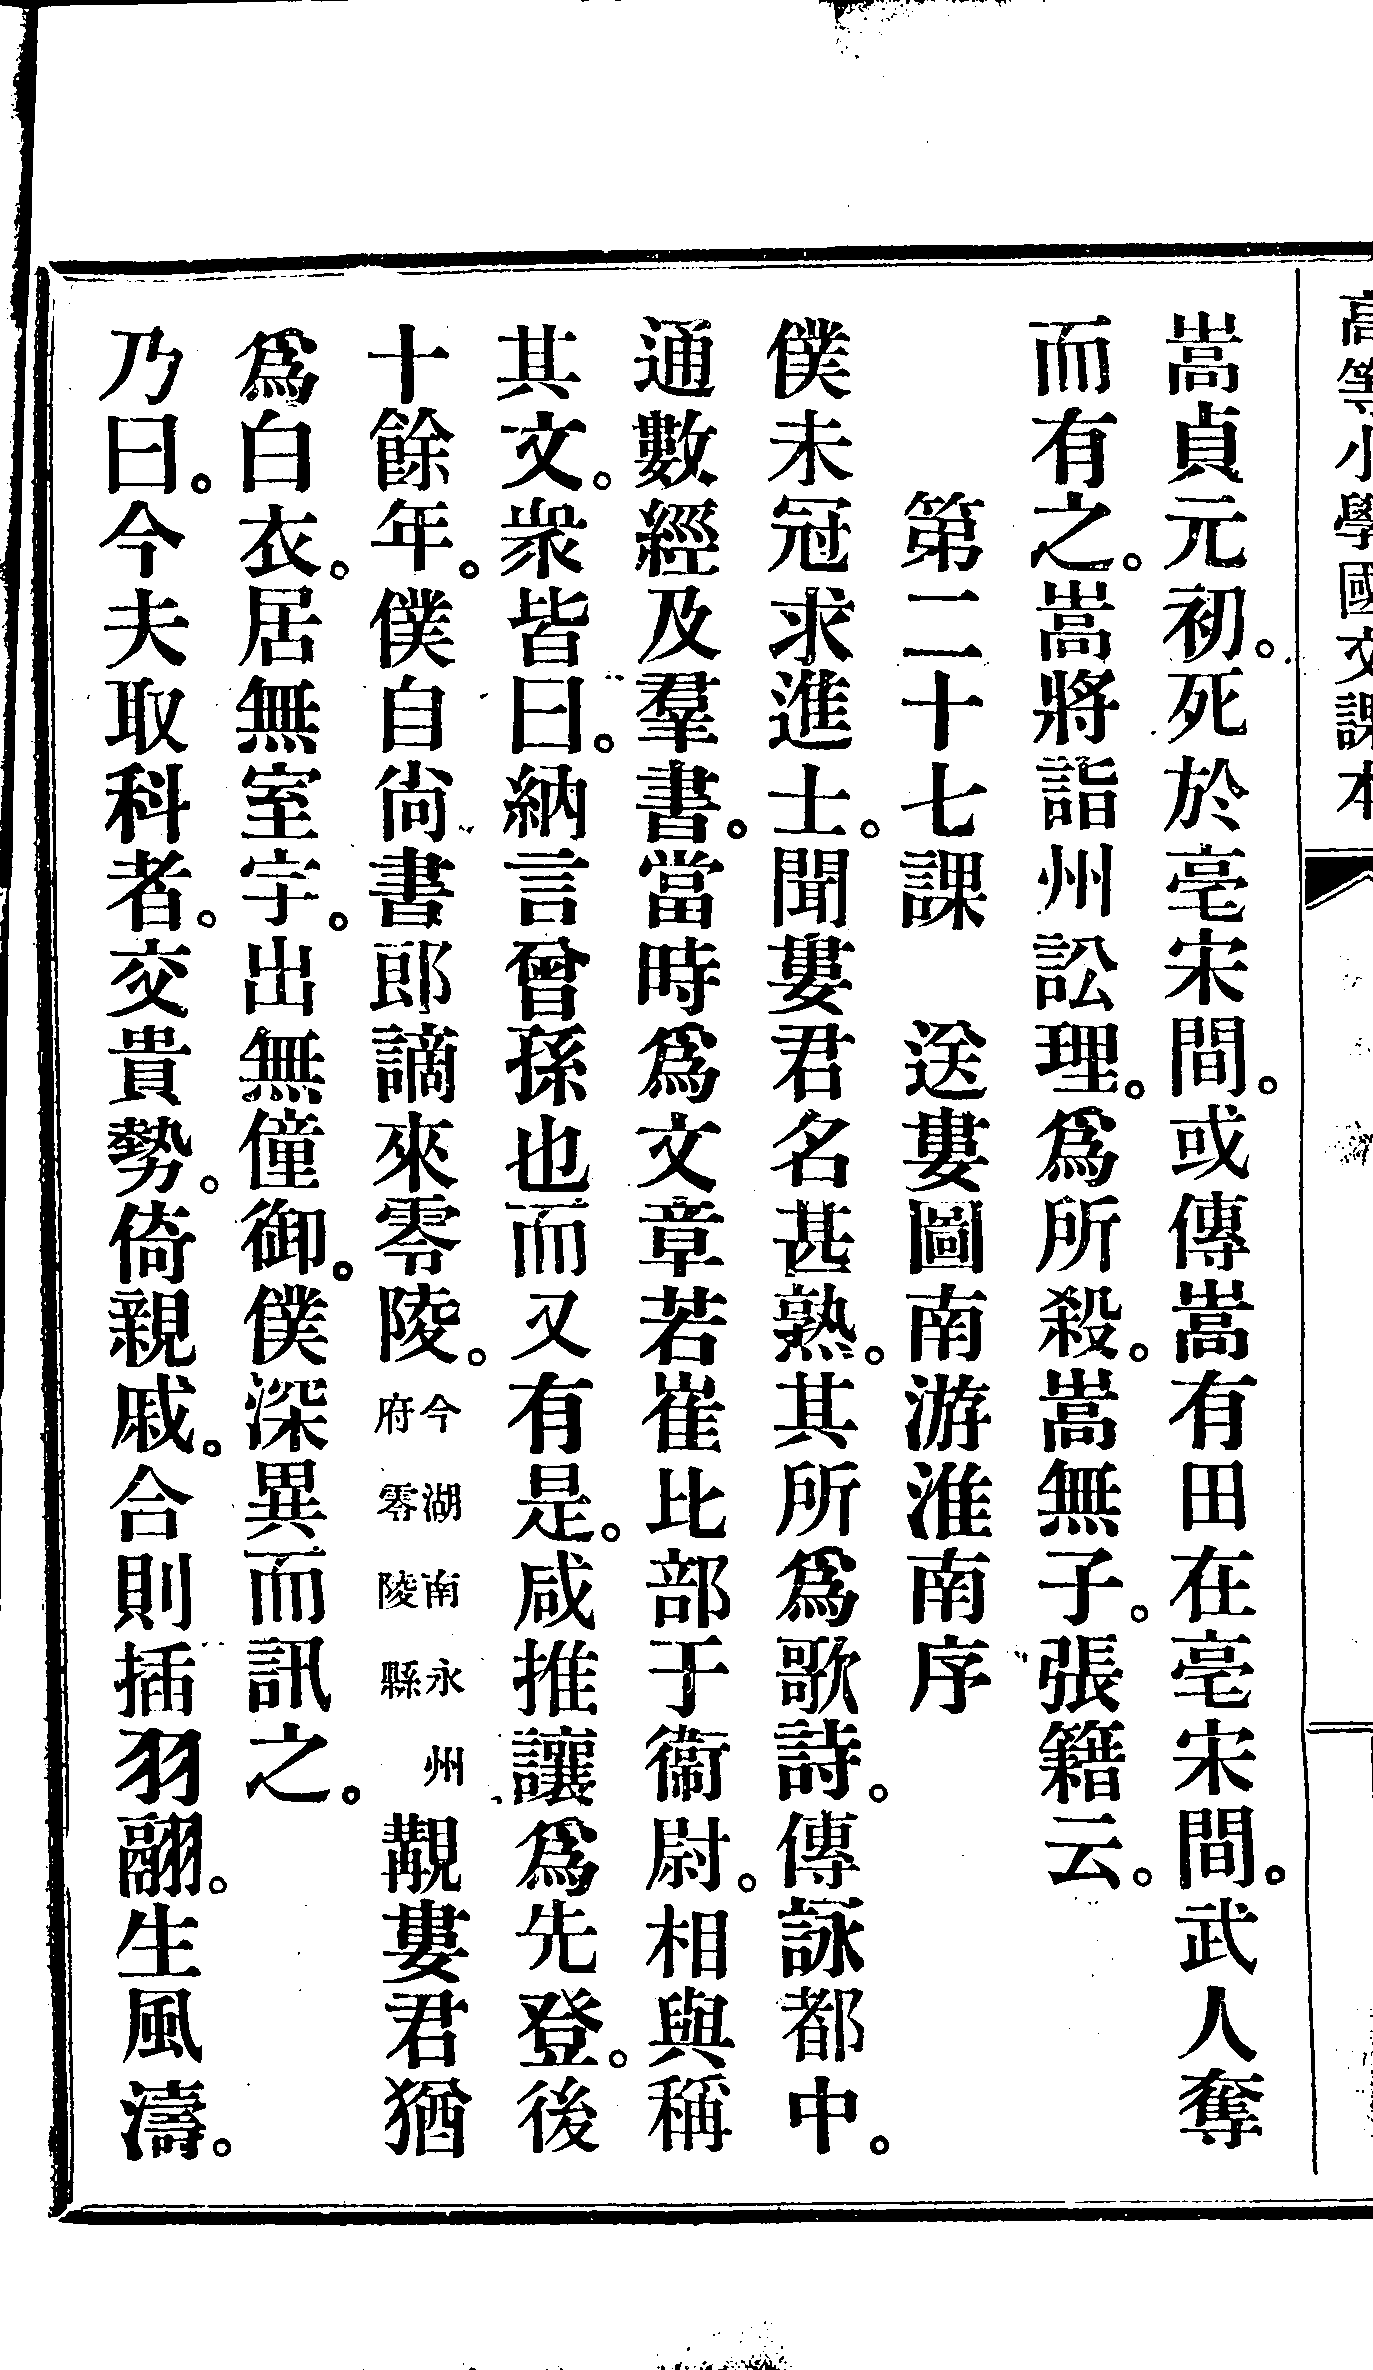 高等小學國文課本
嵩貞元初。死於亳宋間。或傳嵩有田在亳宋間。武人奪
而有之。嵩將詣州訟理。爲所殺。嵩無子。張籍云。
第二十七課　送婁圖南游淮南序
僕未冠求進士。聞婁君名甚熟。其所爲歌詩。傳詠都中。
通數經及羣書。當時爲文章若崔比部于衞尉。相與稱
其文。衆皆曰。納言曾孫也而又有是。咸推讓爲先登。後
十餘年。僕自尙書郎謫來零陵。今湖南永州府零陵縣覯婁君猶
爲白衣。居無室宇。出無僮御。僕深異而訊之。
乃曰。今夫取科者。交貴勢。倚親戚。合則插羽翮。生風濤。